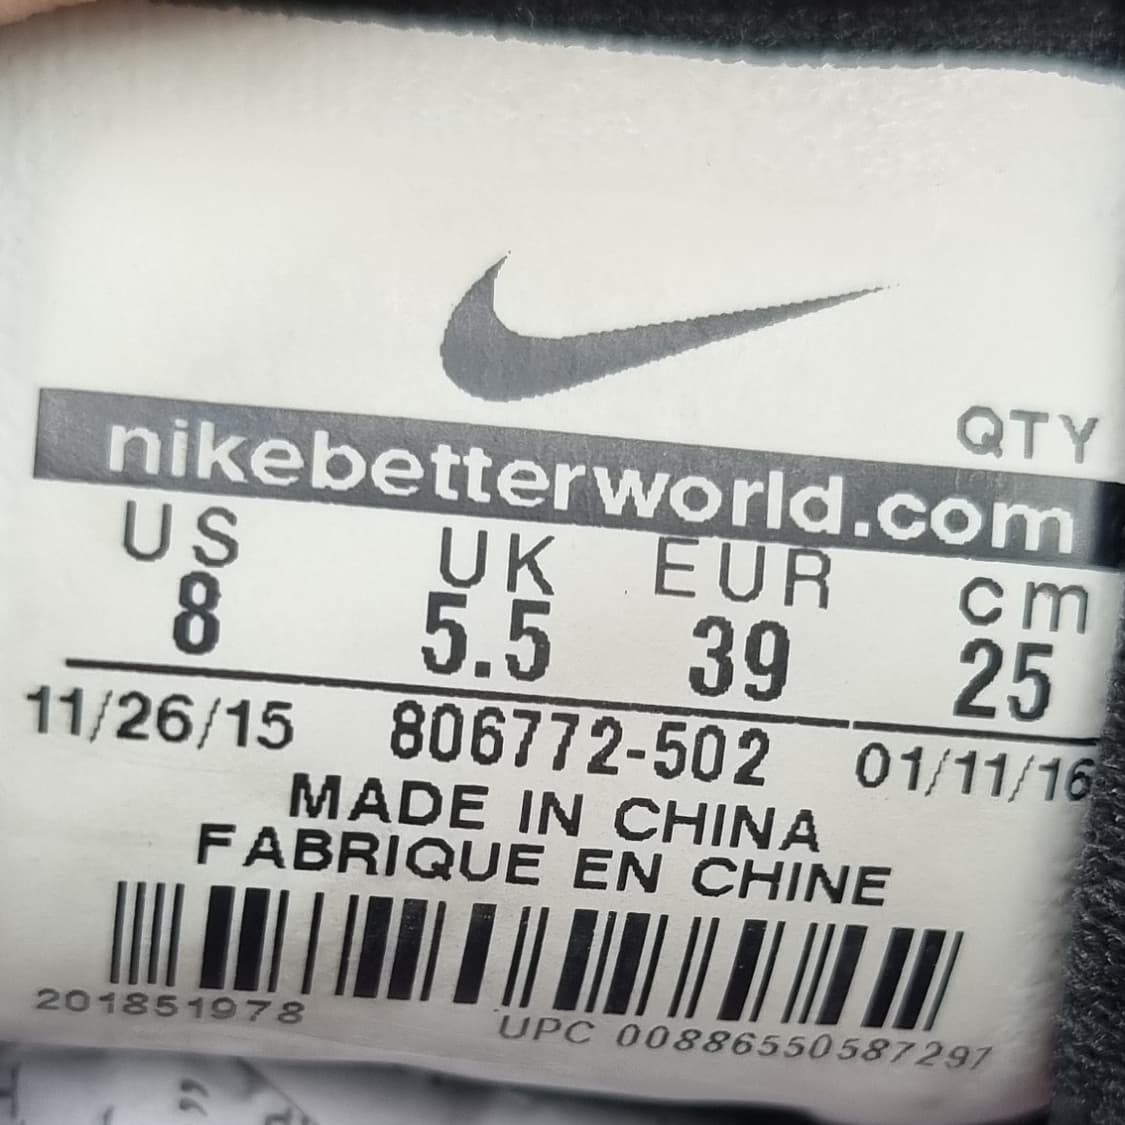 QTY
nikebetterworld.com
US UK EUR cm
8 5.5 39 25
11/26/15 806772-502 01/11/16
MADE IN CHINA
FABRIQUE EN CHINE
201851978 UPC 00886550587297